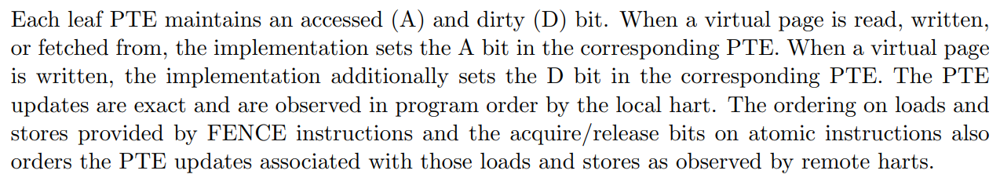 Each leaf PTE maintains an accessed (A) and dirty (D) bit. When a virtual page is read, written,
or fetched from, the implementation sets the A bit in the corresponding PTE. When a virtual page
is written, the implementation additionally sets the D bit in the corresponding PTE. The PTE
updates are exact and are observed in program order by the local hart. The ordering on loads and
stores provided by FENCE instructions and the acquire/release bits on atomic instructions also
orders the PTE updates associated with those loads and stores as observed by remote harts.